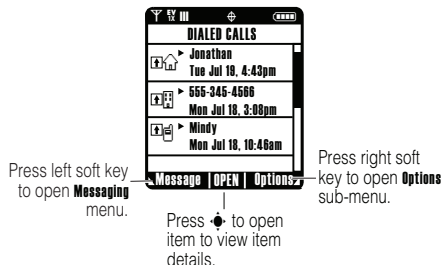 EV
1X
DIALED CALLS
Jonathan
Tue Jul 19, 4:43pm
555-345-4566
Mon Jul 18, 3:08pm
Mindy
Mon Jul 18, 10:46am
Message OPEN Options
Press left soft key
to open Messaging
menu.
Press to open
item to view item
details.
Press right soft
key to open Options
sub-menu.